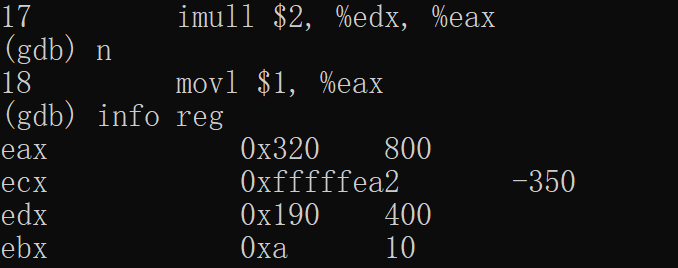 17 imull $2, %edx, %eax
(gdb) n
18 movl $1, %eax
(gdb) info reg
eax 0x320 800
ecx 0xfffffea2 -350
edx 0x190 400
ebx 0xa 10